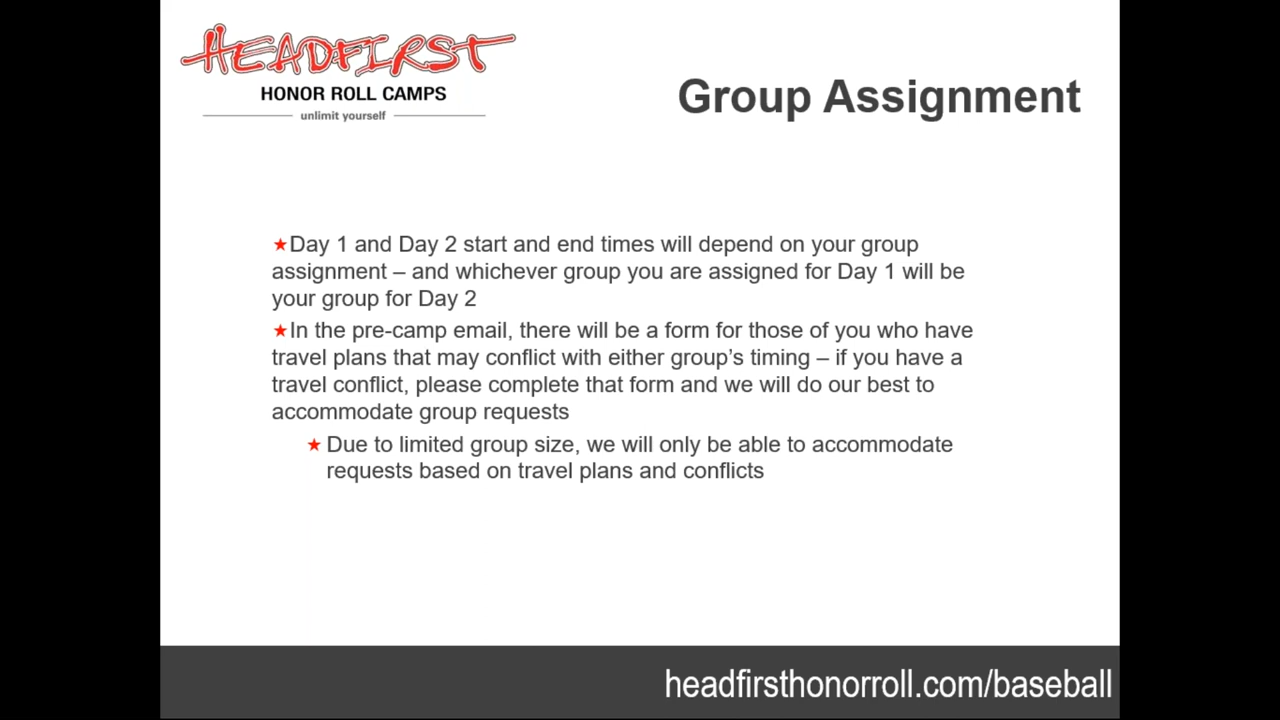 HEADFIRST
HONOR ROLL CAMPS
unlimit yourself
Group Assignment
★Day 1 and Day 2 start and end times will depend on your group
assignment – and whichever group you are assigned for Day 1 will be
your group for Day 2
★In the pre-camp email, there will be a form for those of you who have
travel plans that may conflict with either group’s timing – if you have a
travel conflict, please complete that form and we will do our best to
accommodate group requests
★ Due to limited group size, we will only be able to accommodate
requests based on travel plans and conflicts
headfirsthonorroll.com/baseball